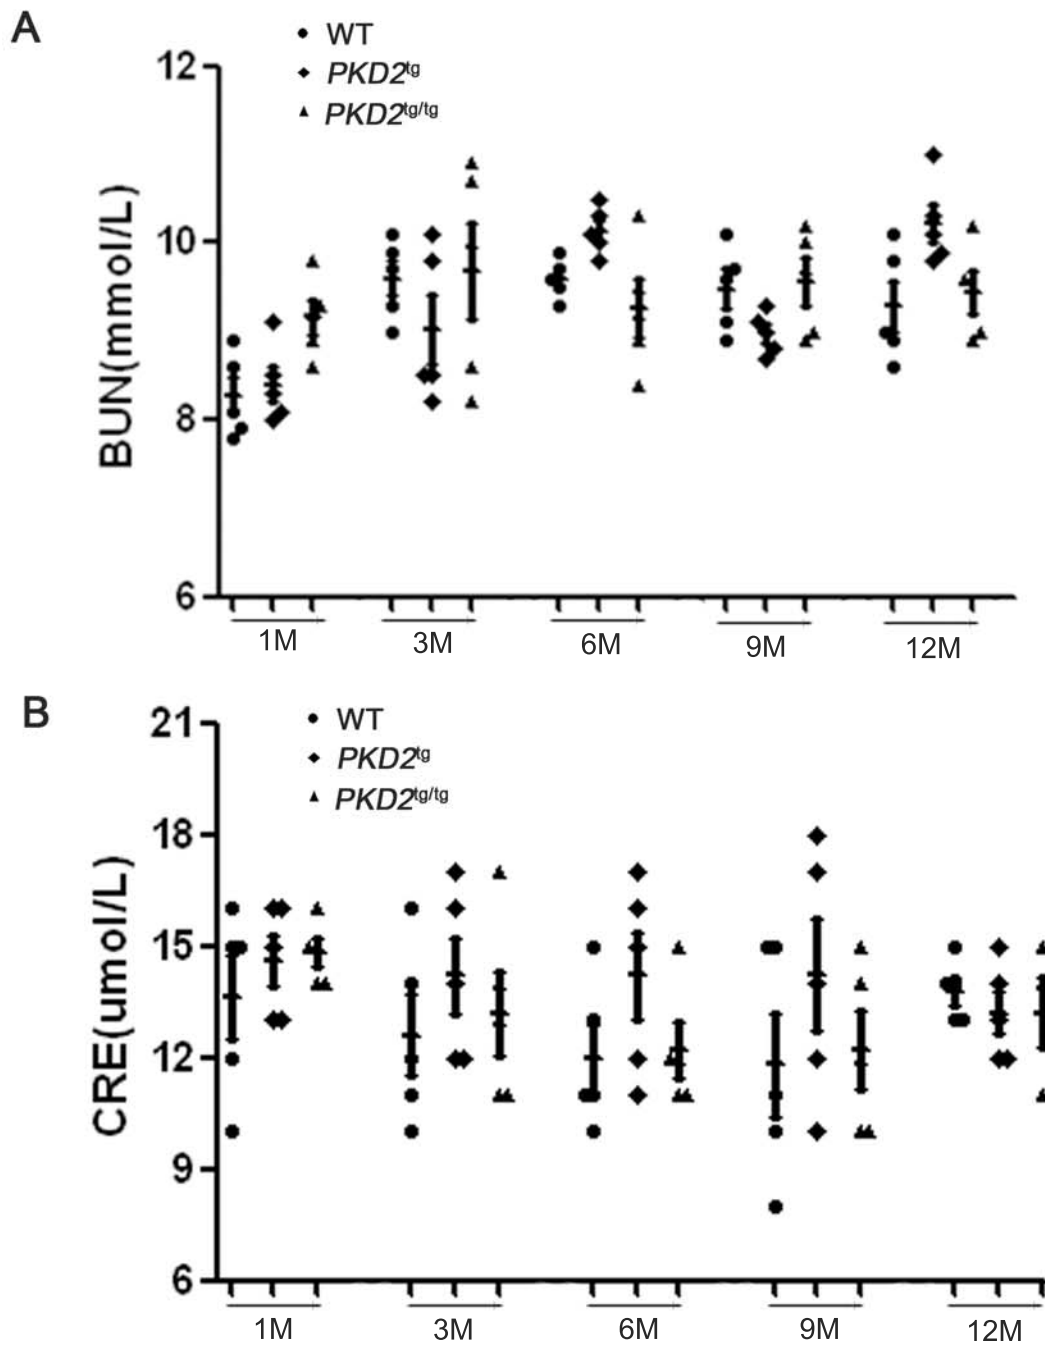 A
WT
PKD2tg
PKD2tg/tg
12
10
8
6
BUN(mmol/L)
1M
3M
6M
9M
12M
B
WT
PKD2tg
PKD2tg/tg
21
18
15
12
9
6
CRE(umol/L)
1M
3M
6M
9M
12M